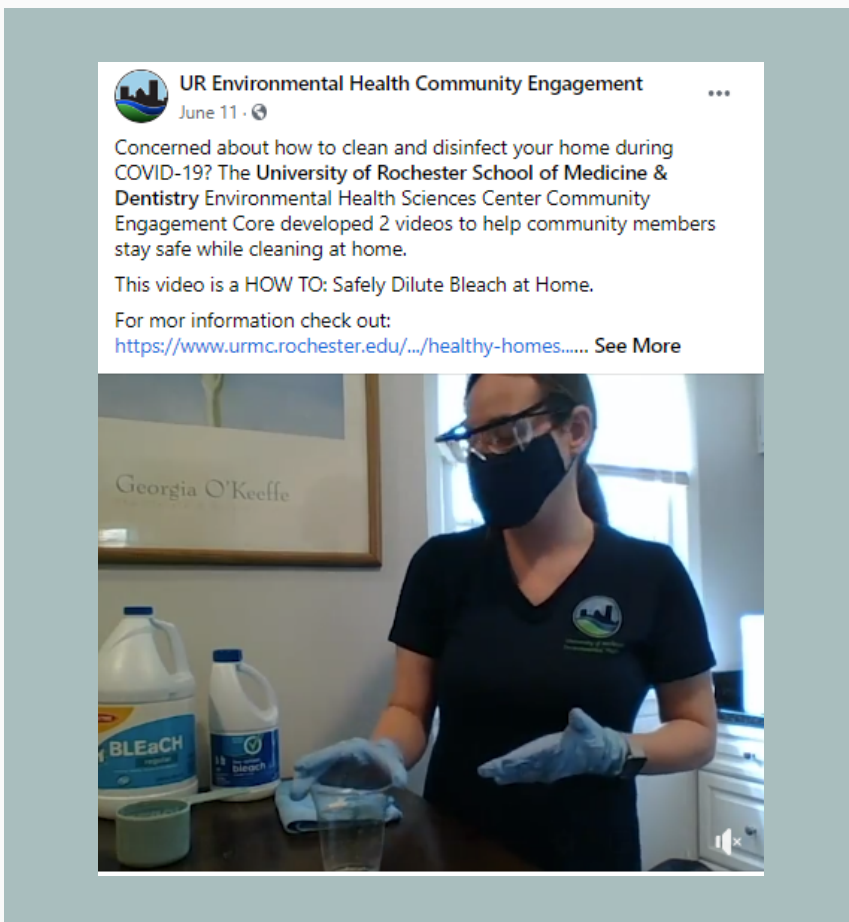 UR Environmental Health Community Engagement
June 11 ·
Concerned about how to clean and disinfect your home during
COVID-19? The University of Rochester School of Medicine &
Dentistry Environmental Health Sciences Center Community
Engagement Core developed 2 videos to help community members
stay safe while cleaning at home.
This video is a HOW TO: Safely Dilute Bleach at Home.
For mor information check out:
https://www.urmc.rochester.edu/.../healthy-homes...... See More
Georgia O'Keeffe
BLEaCH
regular
bleach